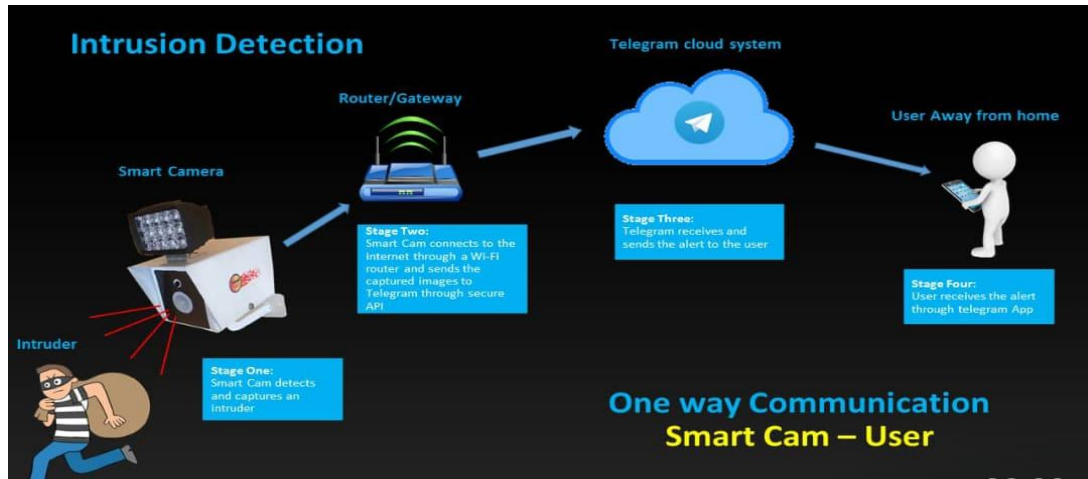 Intrusion Detection
Telegram cloud system
Router/Gateway
User Away from home
Smart Camera
Stage Two:
Smart Cam connects to the
internet through a Wi-FI
router and sends the
captured images to
Telegram through secure
API
Stage Three:
Telegram receives and
sends the alert to the user
Stage Four:
User receives the alert
through telegram App
Intruder
Stage One:
Smart Cam detects
and captures an
intruder
One way Communication
Smart Cam – User